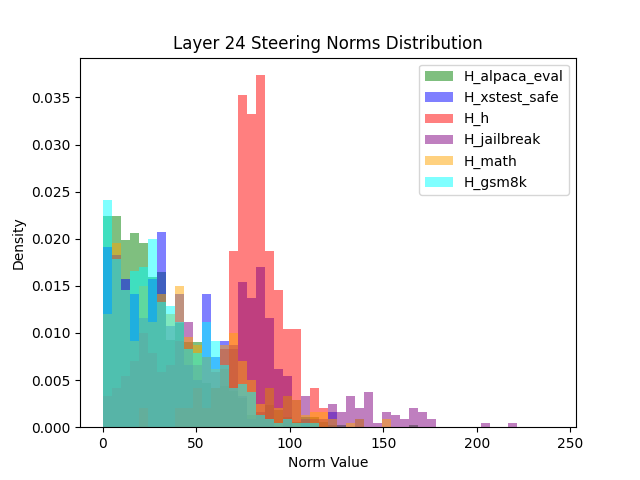 Layer 24 Steering Norms Distribution
H_alpaca_eval
H_xstest_safe
H_h
H_jailbreak
H_math
H_gsm8k
Density
0.035
0.030
0.025
0.020
0.015
0.010
0.005
0.000
0
50
100
150
200
250
Norm Value